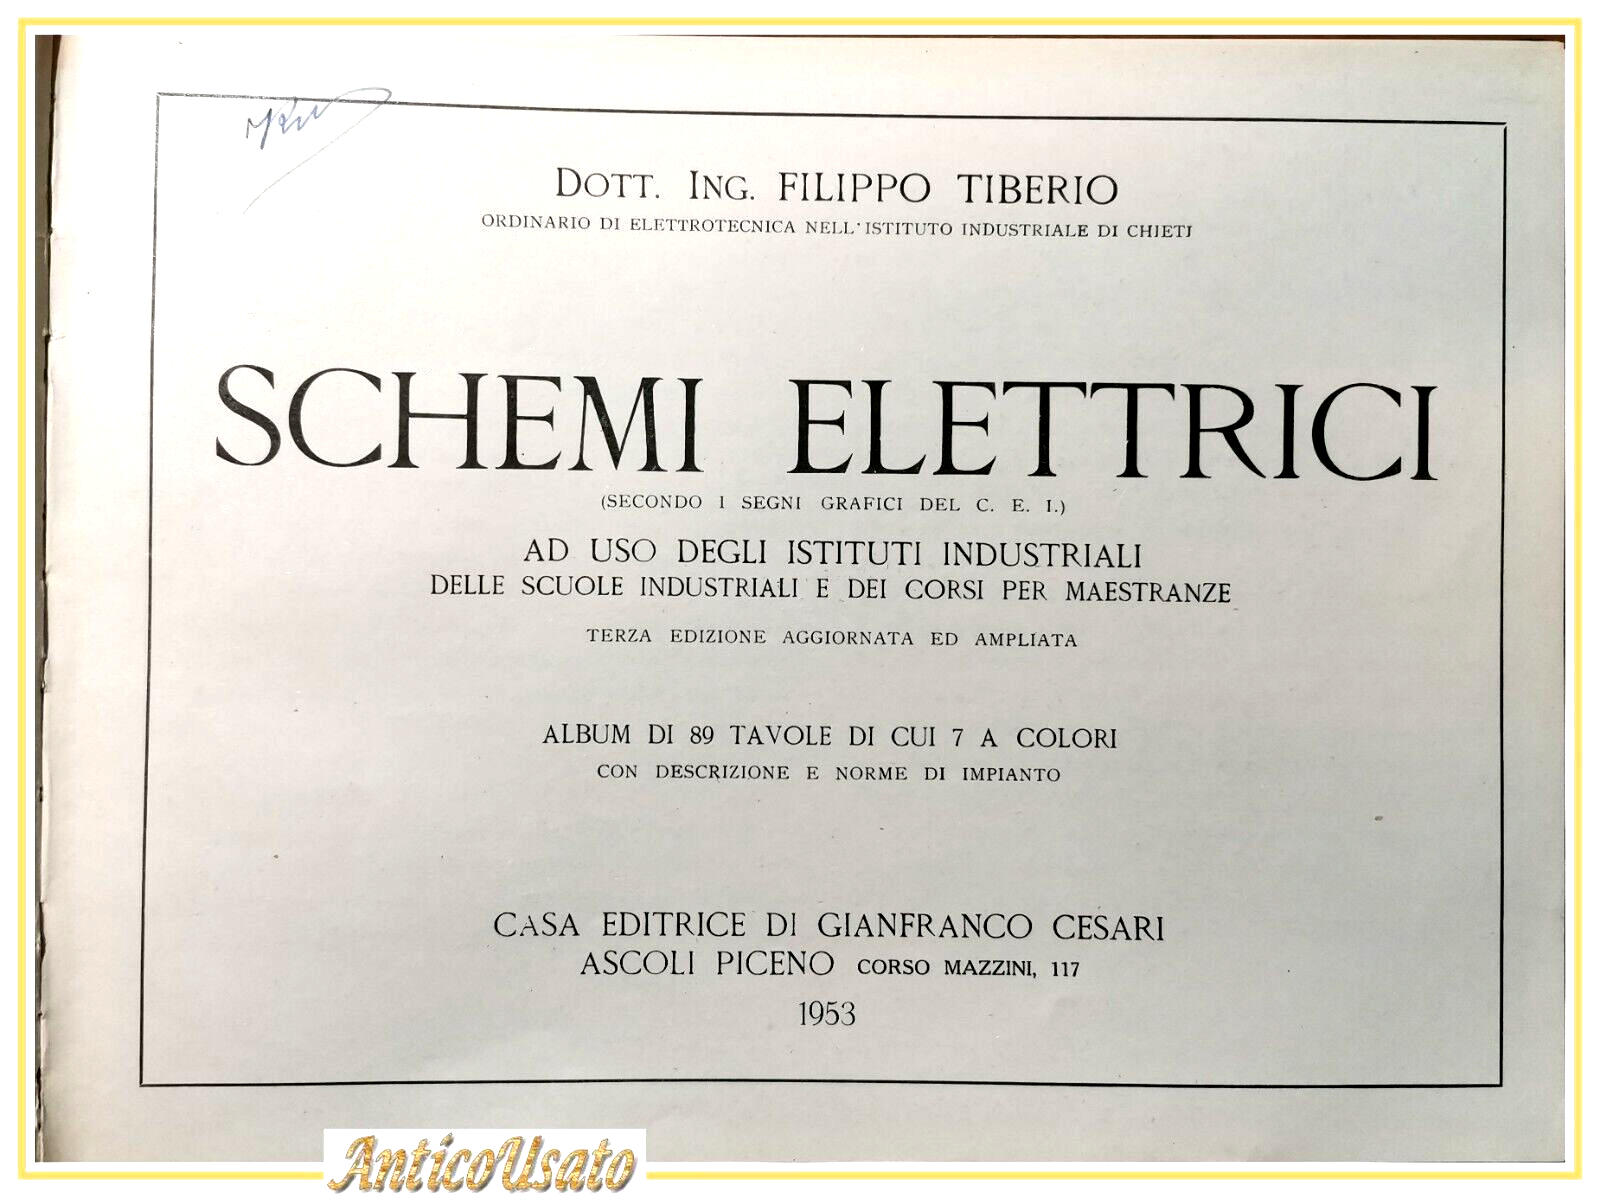 DOTT. ING. FILIPPO TIBERIO
ORDINARIO DI ELETTROTECNICA NELL'ISTITUTO INDUSTRIALE DI CHIETI
SCHEMI ELETTRICI
(SECONDO I SEGNI GRAFICI DEL C. E. I.)
AD USO DEGLI ISTITUTI INDUSTRIALI
DELLE SCUOLE INDUSTRIALI E DEI CORSI PER MAESTRANZE
TERZA EDIZIONE AGGIORNATA ED AMPLIATA
ALBUM DI 89 TAVOLE DI CUI 7 A COLORI
CON DESCRIZIONE E NORME DI IMPIANTO
CASA EDITRICE DI GIANFRANCO CESARI
ASCOLI PICENO CORSO MAZZINI, 117
1953
AnticoUsato